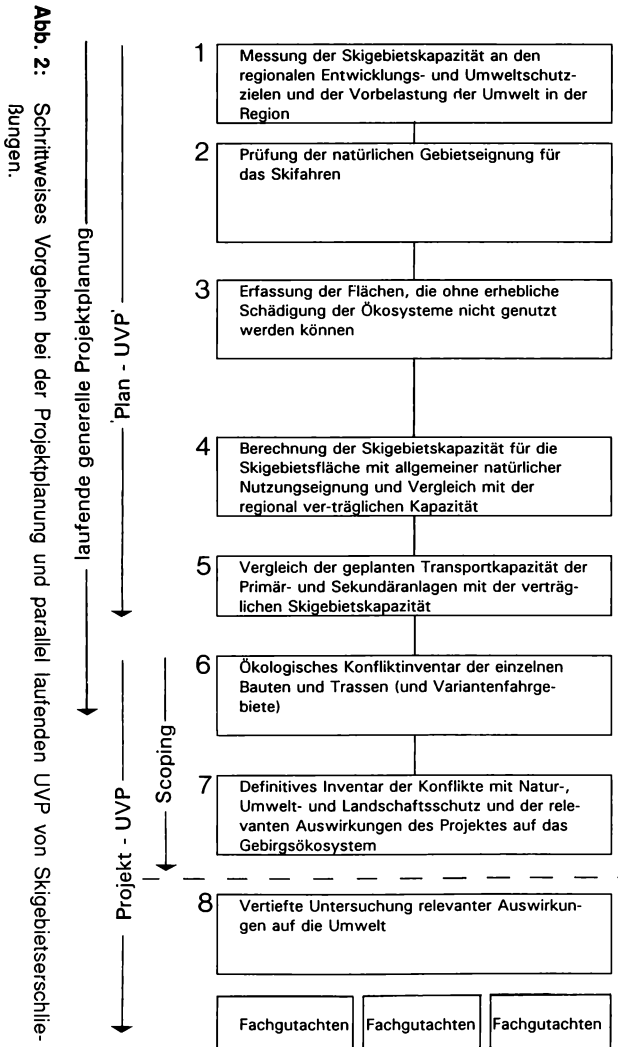 Abb. 2: Schrittweises Vorgehen bei der Projektplanung und parallel laufenden UVP von Skigebietserschlie-
ßungen.
laufende generelle Projektplanung
'Plan - UVP'
Projekt - UVP
Scoping
1
Messung der Skigebietskapazität an den
regionalen Entwicklungs- und Umweltschutz-
zielen und der Vorbelastung der Umwelt in der
Region
2
Prüfung der natürlichen Gebietseignung für
das Skifahren
3
Erfassung der Flächen, die ohne erhebliche
Schädigung der Ökosysteme nicht genutzt
werden können
4
Berechnung der Skigebietskapazität für die
Skigebietsfläche mit allgemeiner natürlicher
Nutzungseignung und Vergleich mit der
regional ver-träglichen Kapazität
5
Vergleich der geplanten Transportkapazität der
Primär- und Sekundäranlagen mit der verträg-
lichen Skigebietskapazität
6
Ökologisches Konfliktinventar der einzelnen
Bauten und Trassen (und Variantenfahrge-
biete)
7
Definitives Inventar der Konflikte mit Natur-,
Umwelt- und Landschaftsschutz und der rele-
vanten Auswirkungen des Projektes auf das
Gebirgsökosystem
8
Vertiefte Untersuchung relevanter Auswirkun-
gen auf die Umwelt
Fachgutachten Fachgutachten Fachgutachten